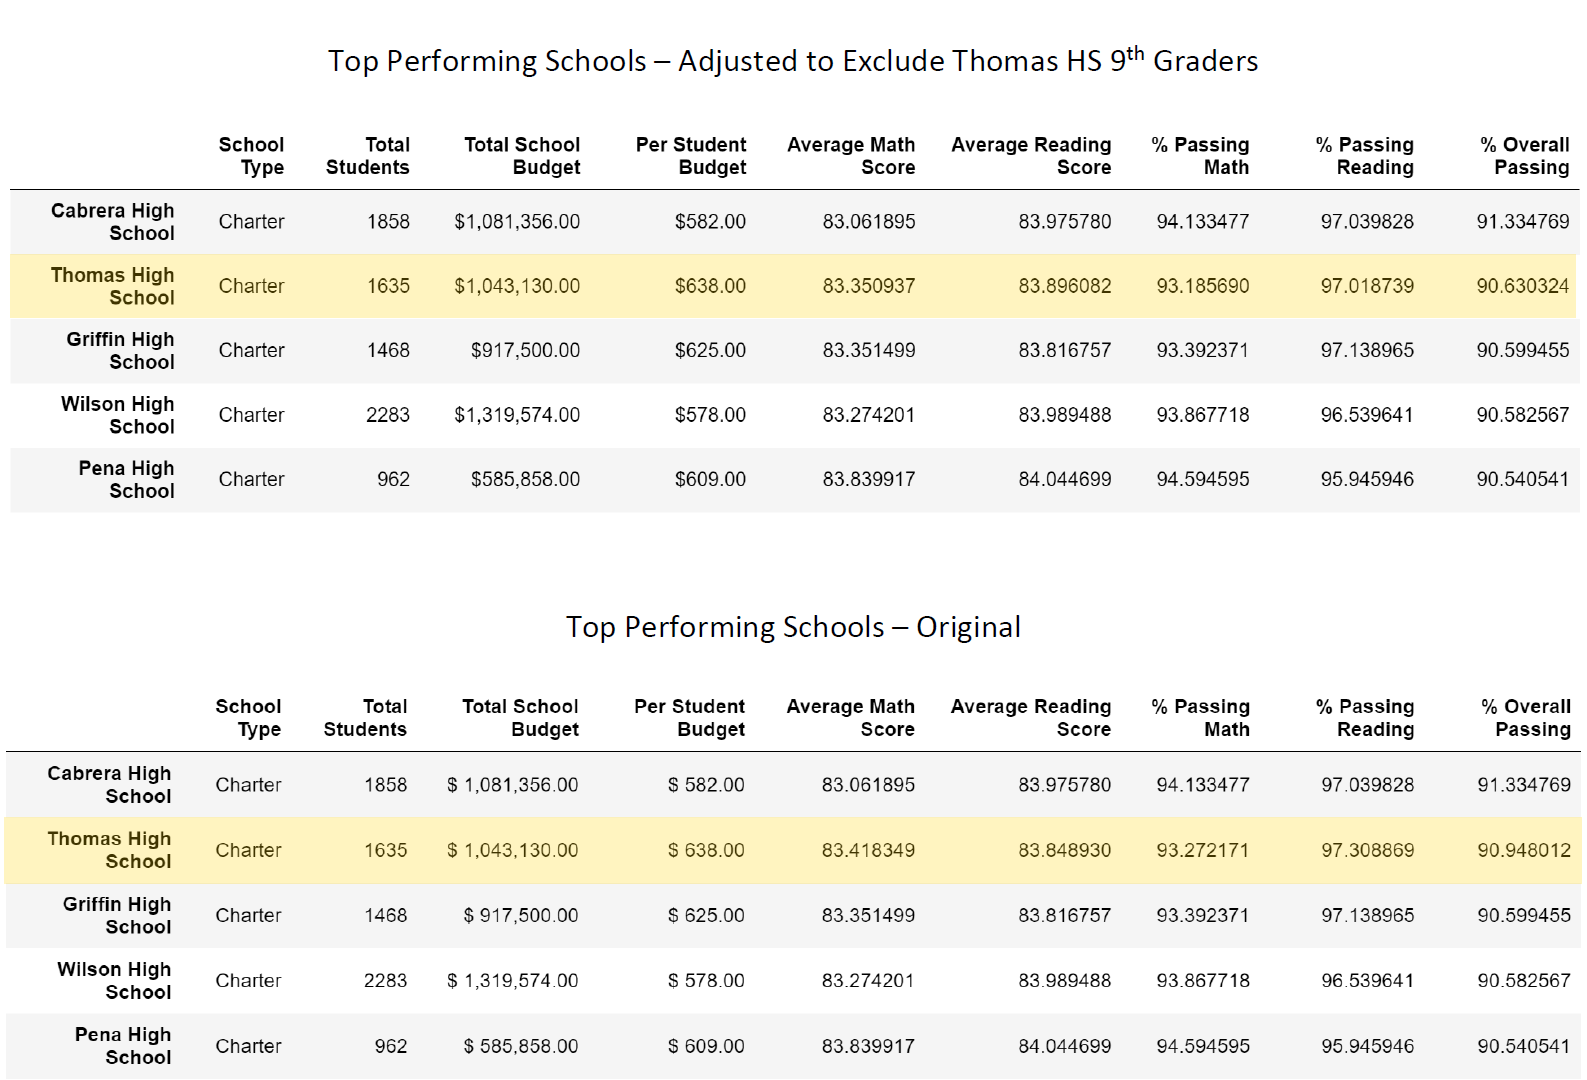 Top Performing Schools – Adjusted to Exclude Thomas HS 9th Graders
School Type Total Students Total School Budget Per Student Budget Average Math Score Average Reading Score % Passing Math % Passing Reading % Overall Passing
Cabrera High School Charter 1858 $1,081,356.00 $582.00 83.061895 83.975780 94.133477 97.039828 91.334769
Thomas High School Charter 1635 $1,043,130.00 $638.00 83.350937 83.896082 93.185690 97.018739 90.630324
Griffin High School Charter 1468 $917,500.00 $625.00 83.351499 83.816757 93.392371 97.138965 90.599455
Wilson High School Charter 2283 $1,319,574.00 $578.00 83.274201 83.989488 93.867718 96.539641 90.582567
Pena High School Charter 962 $585,858.00 $609.00 83.839917 84.044699 94.594595 95.945946 90.540541
Top Performing Schools – Original
School Type Total Students Total School Budget Per Student Budget Average Math Score Average Reading Score % Passing Math % Passing Reading % Overall Passing
Cabrera High School Charter 1858 $ 1,081,356.00 $ 582.00 83.061895 83.975780 94.133477 97.039828 91.334769
Thomas High School Charter 1635 $ 1,043,130.00 $ 638.00 83.418349 83.848930 93.272171 97.308869 90.948012
Griffin High School Charter 1468 $ 917,500.00 $ 625.00 83.351499 83.816757 93.392371 97.138965 90.599455
Wilson High School Charter 2283 $ 1,319,574.00 $ 578.00 83.274201 83.989488 93.867718 96.539641 90.582567
Pena High School Charter 962 $ 585,858.00 $ 609.00 83.839917 84.044699 94.594595 95.945946 90.540541